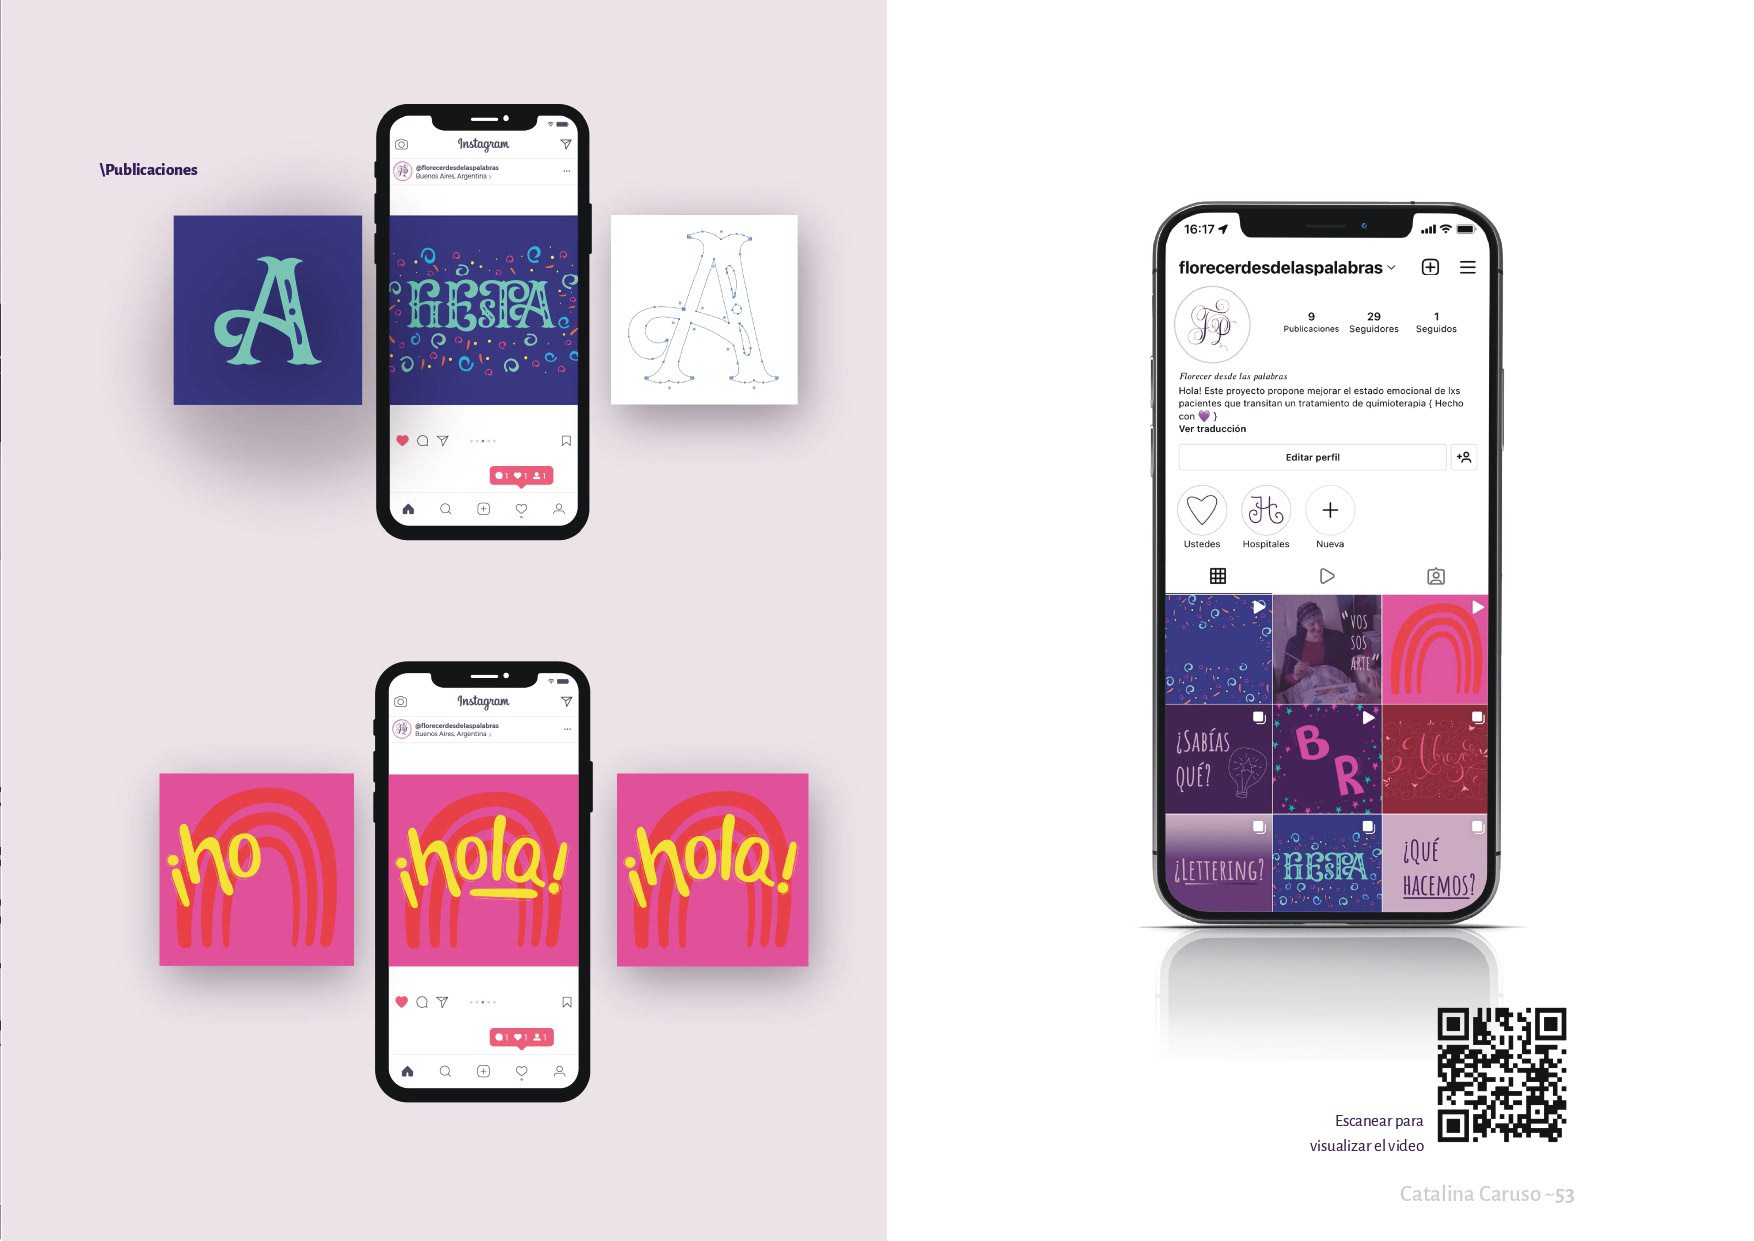 \Publicaciones
A
Instagram
@florecerdesdelaspalabras
Buenos Aires, Argentina
FIESTA
1 1 1
A
Instagram
@florecerdesdelaspalabras
Buenos Aires, Argentina
¡ho
¡hola!
¡hola!
1 1 1
16:17
florecerdesdelaspalabras
Fp
9 29 1
Publicaciones Seguidores Seguidos
Florecer desde las palabras
Hola! Este proyecto propone mejorar el estado emocional de lxs
pacientes que transitan un tratamiento de quimioterapia { Hecho
con 💜 }
Ver traducción
Editar perfil
H
Ustedes Hospitales Nueva
“VOS
SOS
ARTE”
¿SABÍAS
QUÉ?
B
R
Abrazo
¿LETTERING?
FIESTA
¿QUÉ
HACEMOS?
Escanear para
visualizar el video
Catalina Caruso ~53